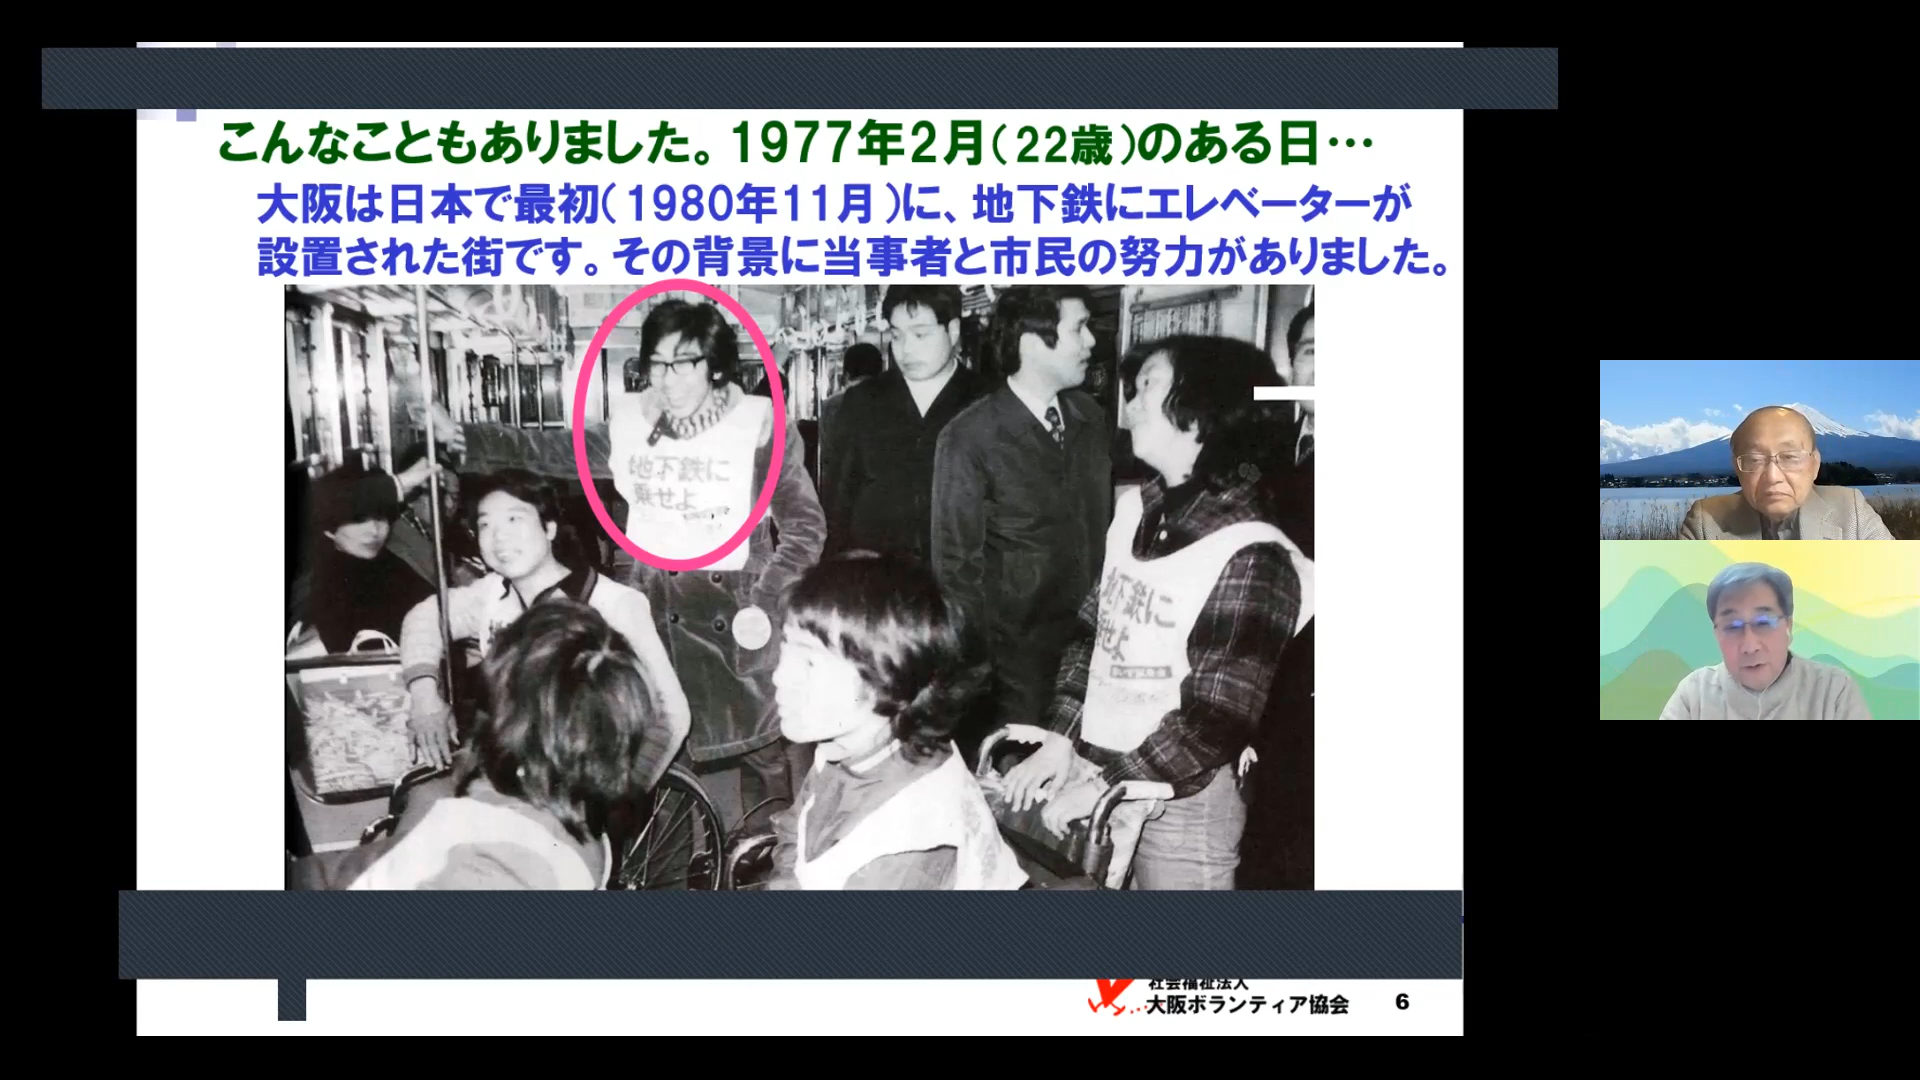 こんなこともありました。1977年2月(22歳)のある日…
大阪は日本で最初(1980年11月)に、地下鉄にエレベーターが
設置された街です。その背景に当事者と市民の努力がありました。
地下鉄に
乗せよ
地下鉄に
乗せよ
社会福祉法人
大阪ボランティア協会
6